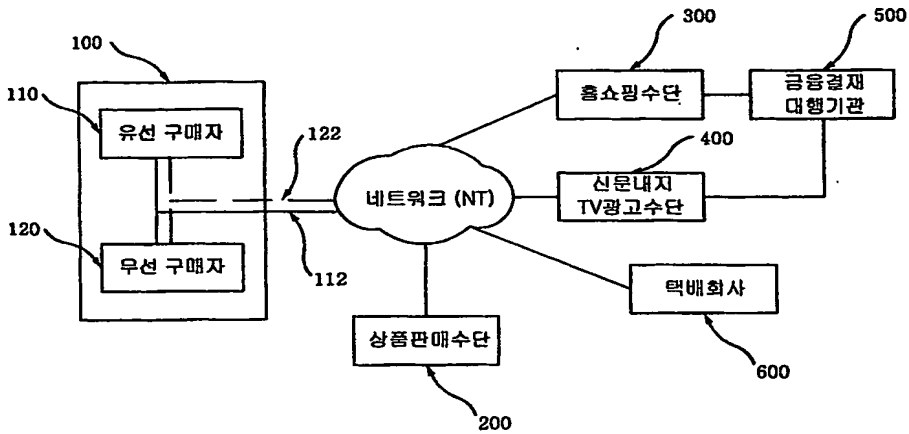 100
110
유선 구매자
120
무선 구매자
122
112
네트워크 (NT)
상품판매수단
200
300
홈쇼핑수단
400
신문내지
TV광고수단
500
금융결재
대행기관
택배회사
600